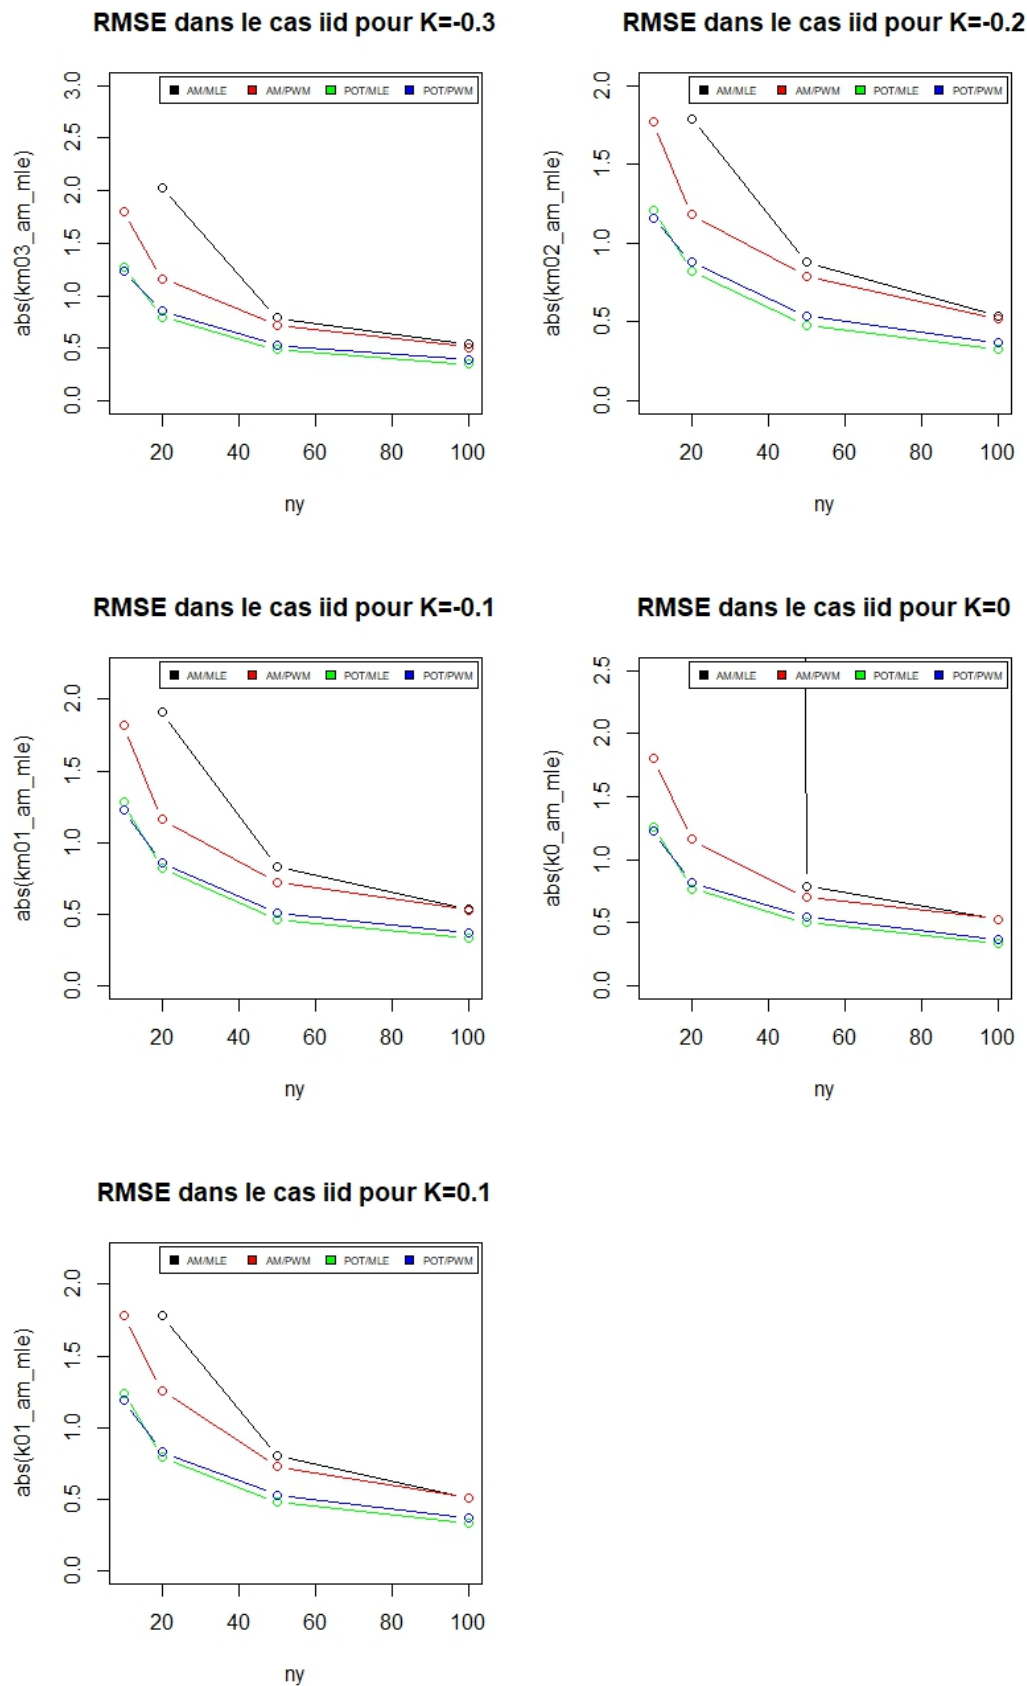 RMSE dans le cas iid pour K=-0.3
AM/MLE AM/PWM POT/MLE POT/PWM
abs(km03_am_mle)
3.0
2.5
2.0
1.5
1.0
0.5
0.0
20 40 60 80 100
ny
RMSE dans le cas iid pour K=-0.2
AM/MLE AM/PWM POT/MLE POT/PWM
abs(km02_am_mle)
2.0
1.5
1.0
0.5
0.0
20 40 60 80 100
ny
RMSE dans le cas iid pour K=-0.1
AM/MLE AM/PWM POT/MLE POT/PWM
abs(km01_am_mle)
2.0
1.5
1.0
0.5
0.0
20 40 60 80 100
ny
RMSE dans le cas iid pour K=0
AM/MLE AM/PWM POT/MLE POT/PWM
abs(k0_am_mle)
2.5
2.0
1.5
1.0
0.5
0.0
20 40 60 80 100
ny
RMSE dans le cas iid pour K=0.1
AM/MLE AM/PWM POT/MLE POT/PWM
abs(k01_am_mle)
2.0
1.5
1.0
0.5
0.0
20 40 60 80 100
ny